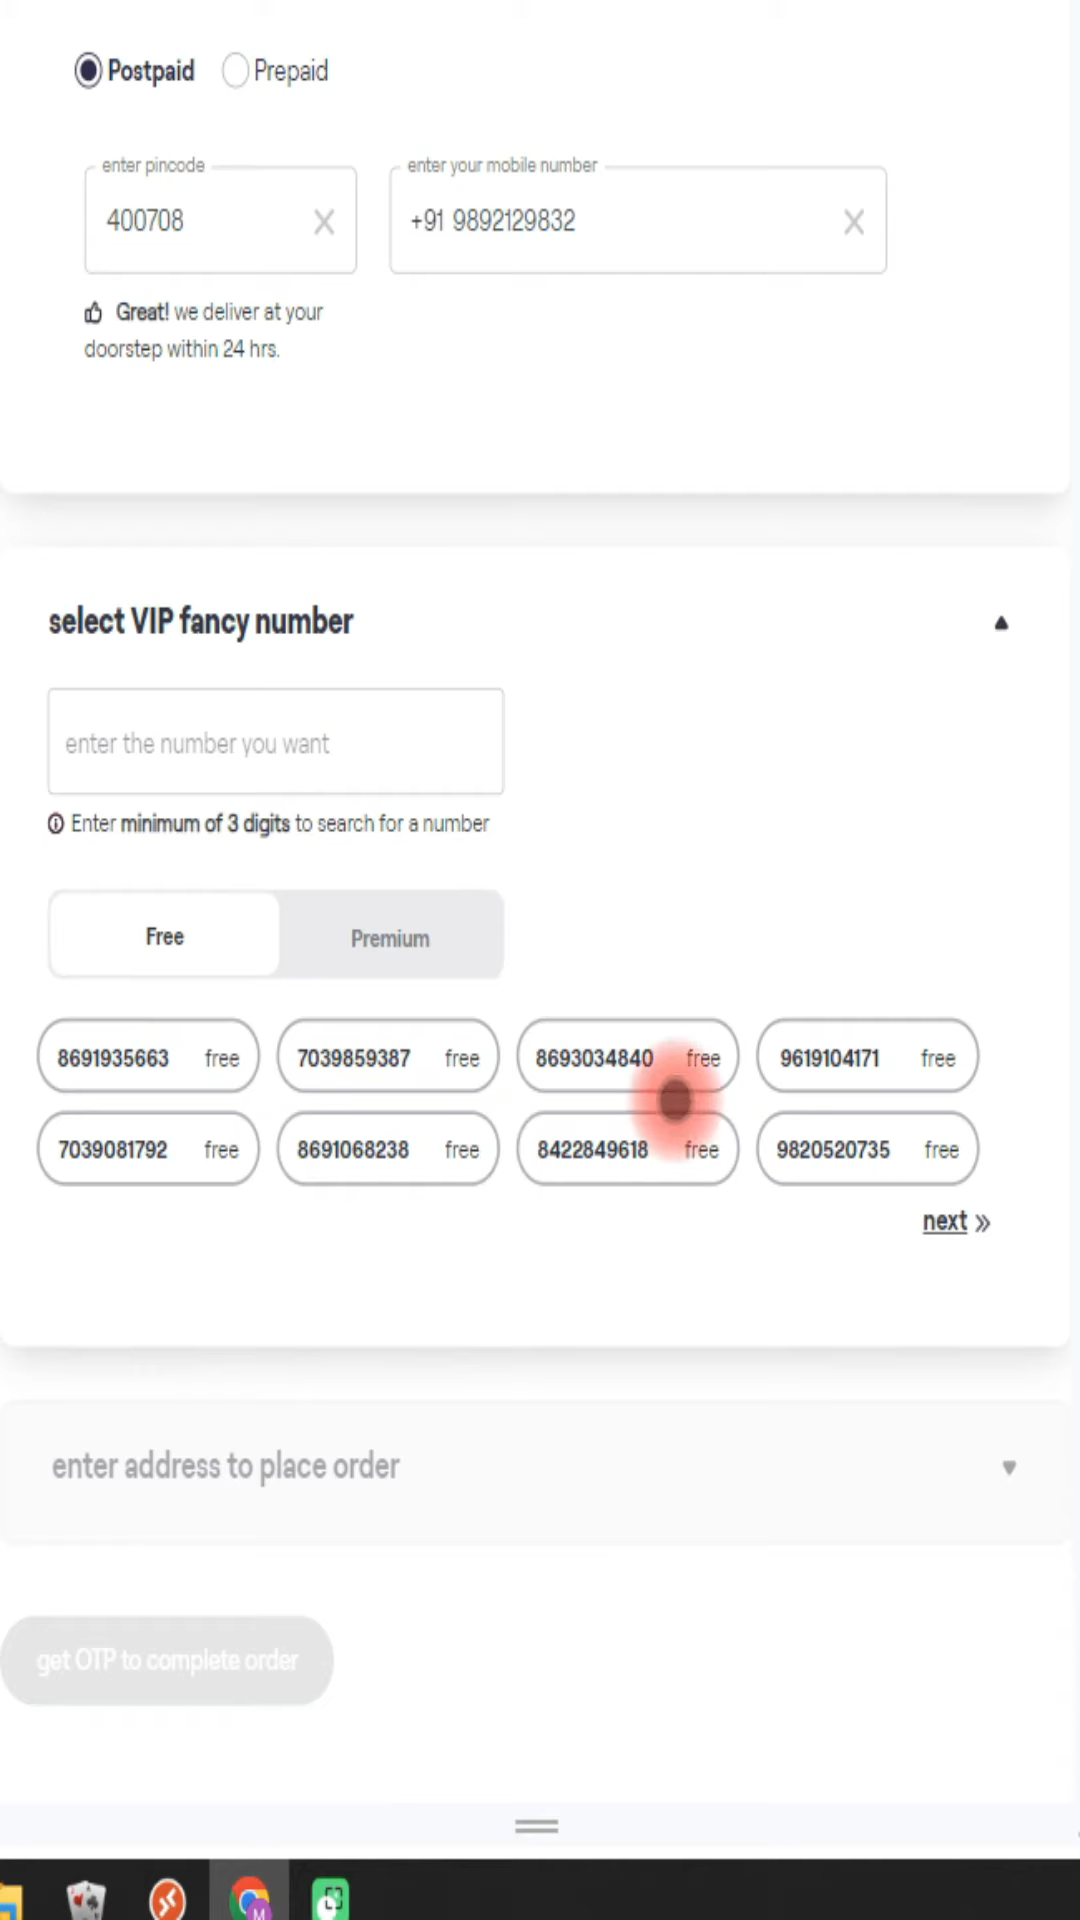 Postpaid Prepaid
enter pincode enter your mobile number
400708 +91 9892129832
Great! we deliver at your
doorstep within 24 hrs.
select VIP fancy number
enter the number you want
Enter minimum of 3 digits to search for a number
Free Premium
8691935663 free 7039859387 free 8693034840 free 9619104171 free
7039081792 free 8691068238 free 8422849618 free 9820520735 free
next »
enter address to place order
get OTP to complete order
M